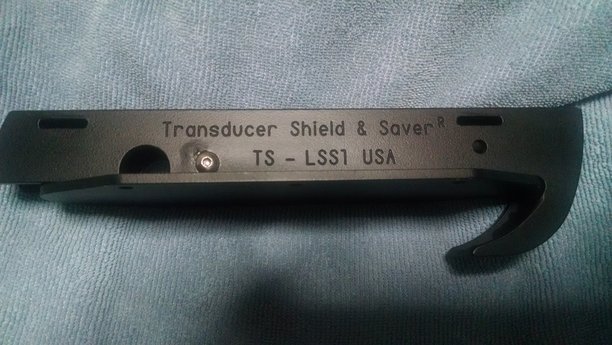 Transducer Shield & Saver®
TS - LSS1 USA